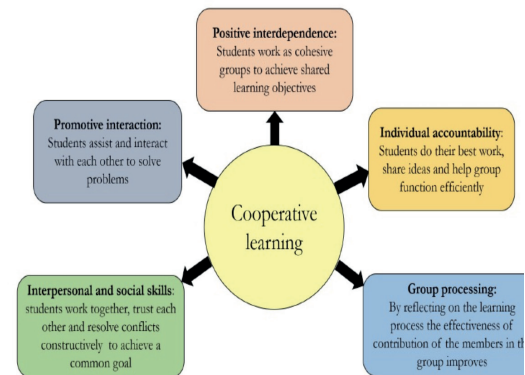 Positive interdependence:
Students work as cohesive
groups to achieve shared
learning objectives
Promotive interaction:
Students assist and interact
with each other to solve
problems
Individual accountability:
Students do their best work,
share ideas and help group
function efficiently
Cooperative
learning
Interpersonal and social skills:
students work together, trust each
other and resolve conflicts
constructively to achieve a
common goal
Group processing:
By reflecting on the learning
process the effectiveness of
contribution of the members in the
group improves